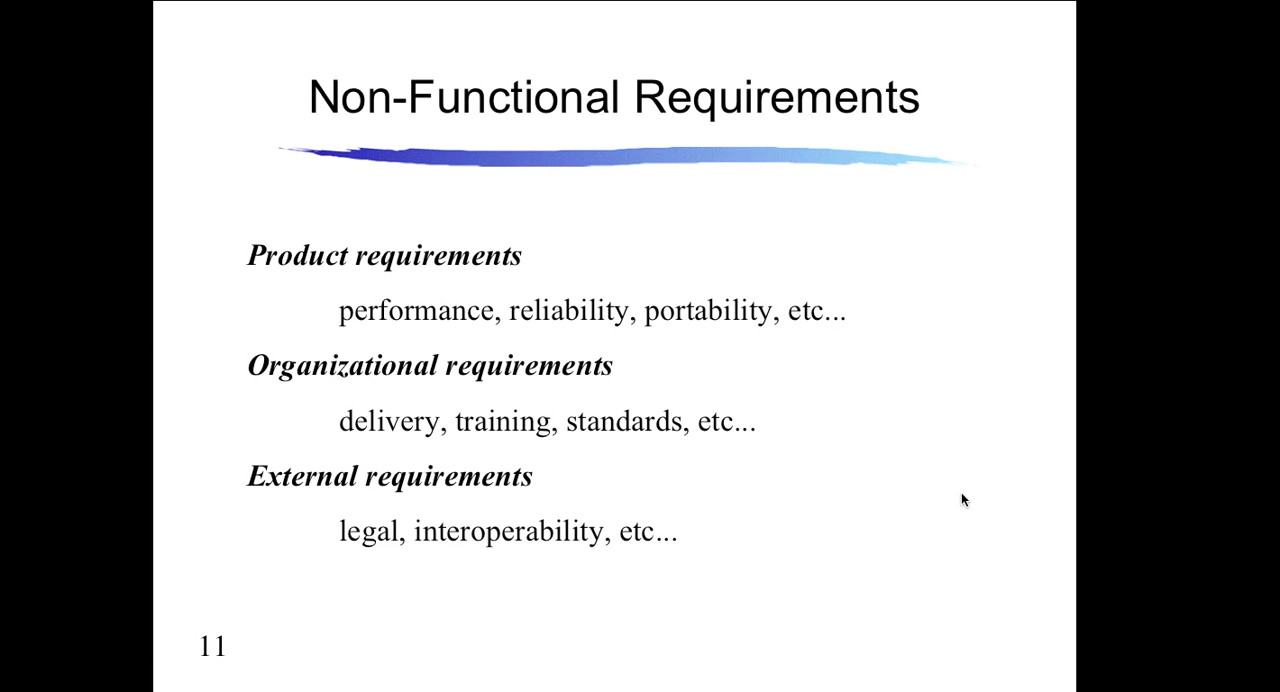 Non-Functional Requirements
Product requirements
performance, reliability, portability, etc...
Organizational requirements
delivery, training, standards, etc...
External requirements
legal, interoperability, etc...
11